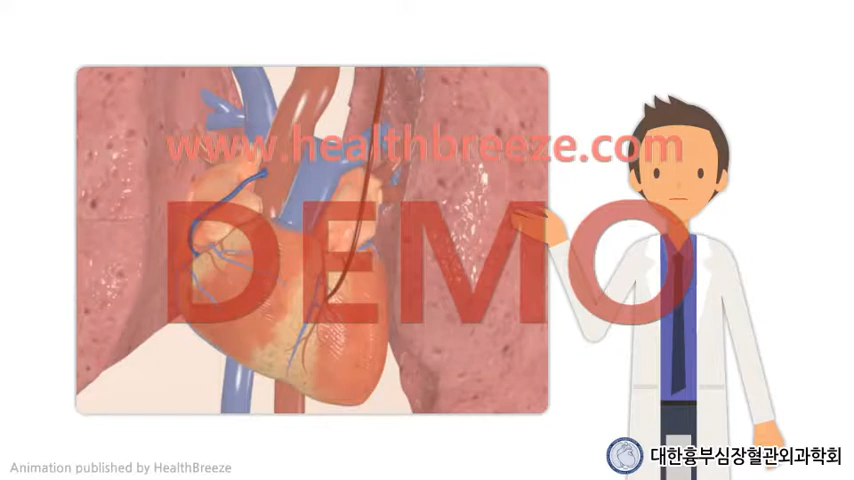 www.healthbreeze.com
DEMO
대한흉부심장혈관외과학회
Animation published by HealthBreeze